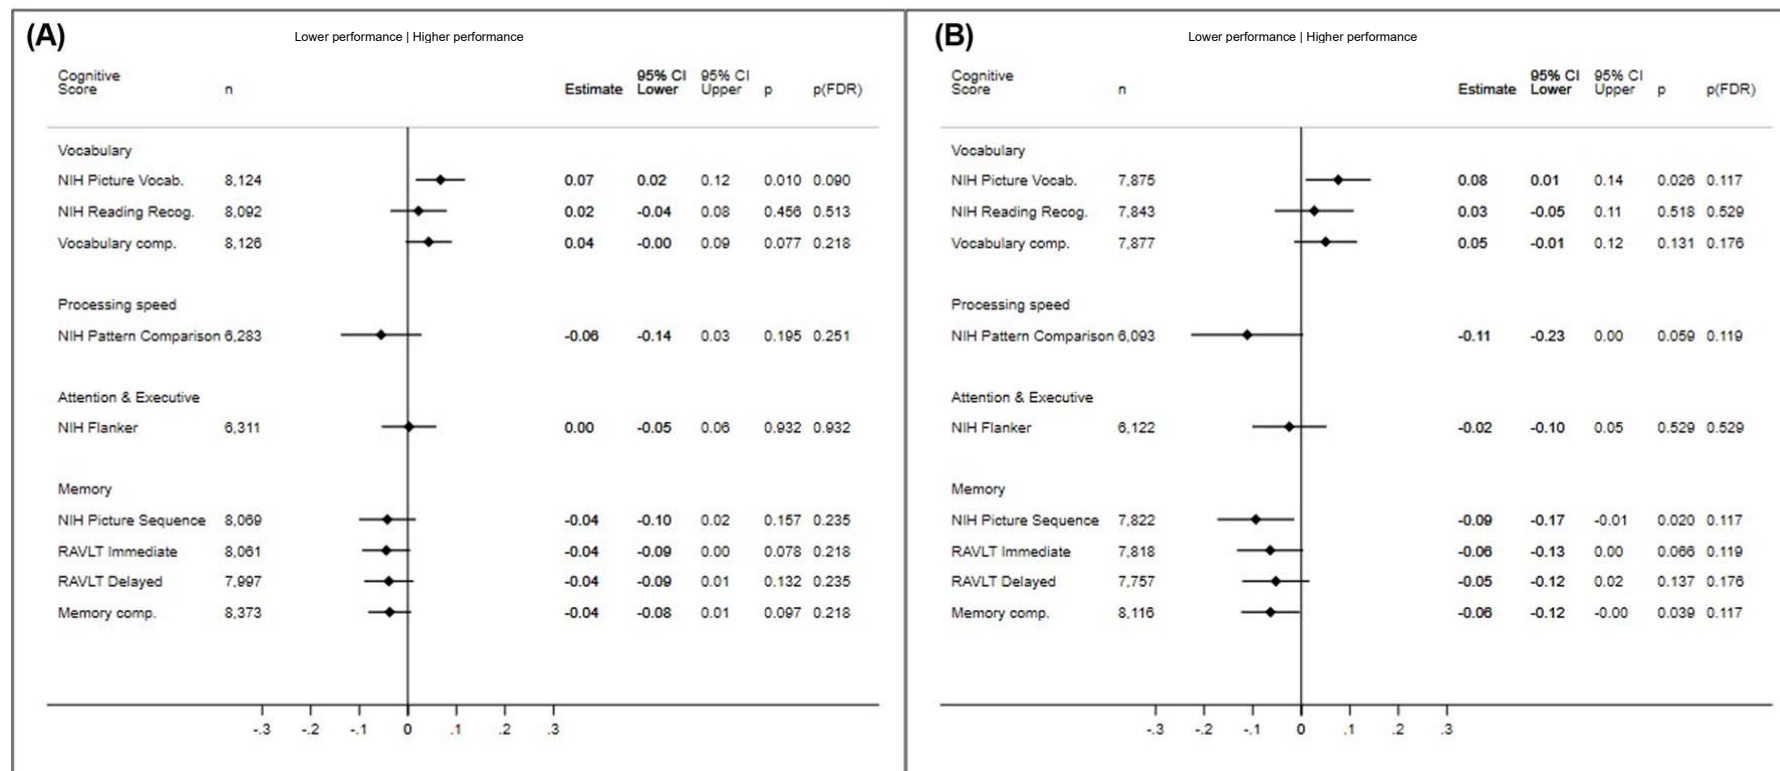 (A)
Lower performance | Higher performance
Cognitive Score n Estimate 95% CI Lower 95% CI Upper p p(FDR)
Vocabulary
NIH Picture Vocab. 8,124 0.07 0.02 0.12 0.010 0.090
NIH Reading Recog. 8,092 0.02 -0.04 0.08 0.456 0.513
Vocabulary comp. 8,126 0.04 -0.00 0.09 0.077 0.218
Processing speed
NIH Pattern Comparison 6,283 -0.06 -0.14 0.03 0.195 0.251
Attention & Executive
NIH Flanker 6,311 0.00 -0.05 0.06 0.932 0.932
Memory
NIH Picture Sequence 8,069 -0.04 -0.10 0.02 0.157 0.235
RAVLT Immediate 8,061 -0.04 -0.09 0.00 0.078 0.218
RAVLT Delayed 7,997 -0.04 -0.09 0.01 0.132 0.235
Memory comp. 8,373 -0.04 -0.08 0.01 0.097 0.218
-.3 -.2 -.1 0 .1 .2 .3
(B)
Lower performance | Higher performance
Cognitive Score n Estimate 95% CI Lower 95% CI Upper p p(FDR)
Vocabulary
NIH Picture Vocab. 7,875 0.08 0.01 0.14 0.026 0.117
NIH Reading Recog. 7,843 0.03 -0.05 0.11 0.518 0.529
Vocabulary comp. 7,877 0.05 -0.01 0.12 0.131 0.176
Processing speed
NIH Pattern Comparison 6,093 -0.11 -0.23 0.00 0.059 0.119
Attention & Executive
NIH Flanker 6,122 -0.02 -0.10 0.05 0.529 0.529
Memory
NIH Picture Sequence 7,822 -0.09 -0.17 -0.01 0.020 0.117
RAVLT Immediate 7,818 -0.06 -0.13 0.00 0.066 0.119
RAVLT Delayed 7,757 -0.05 -0.12 0.02 0.137 0.176
Memory comp. 8,116 -0.06 -0.12 -0.00 0.039 0.117
-.3 -.2 -.1 0 .1 .2 .3